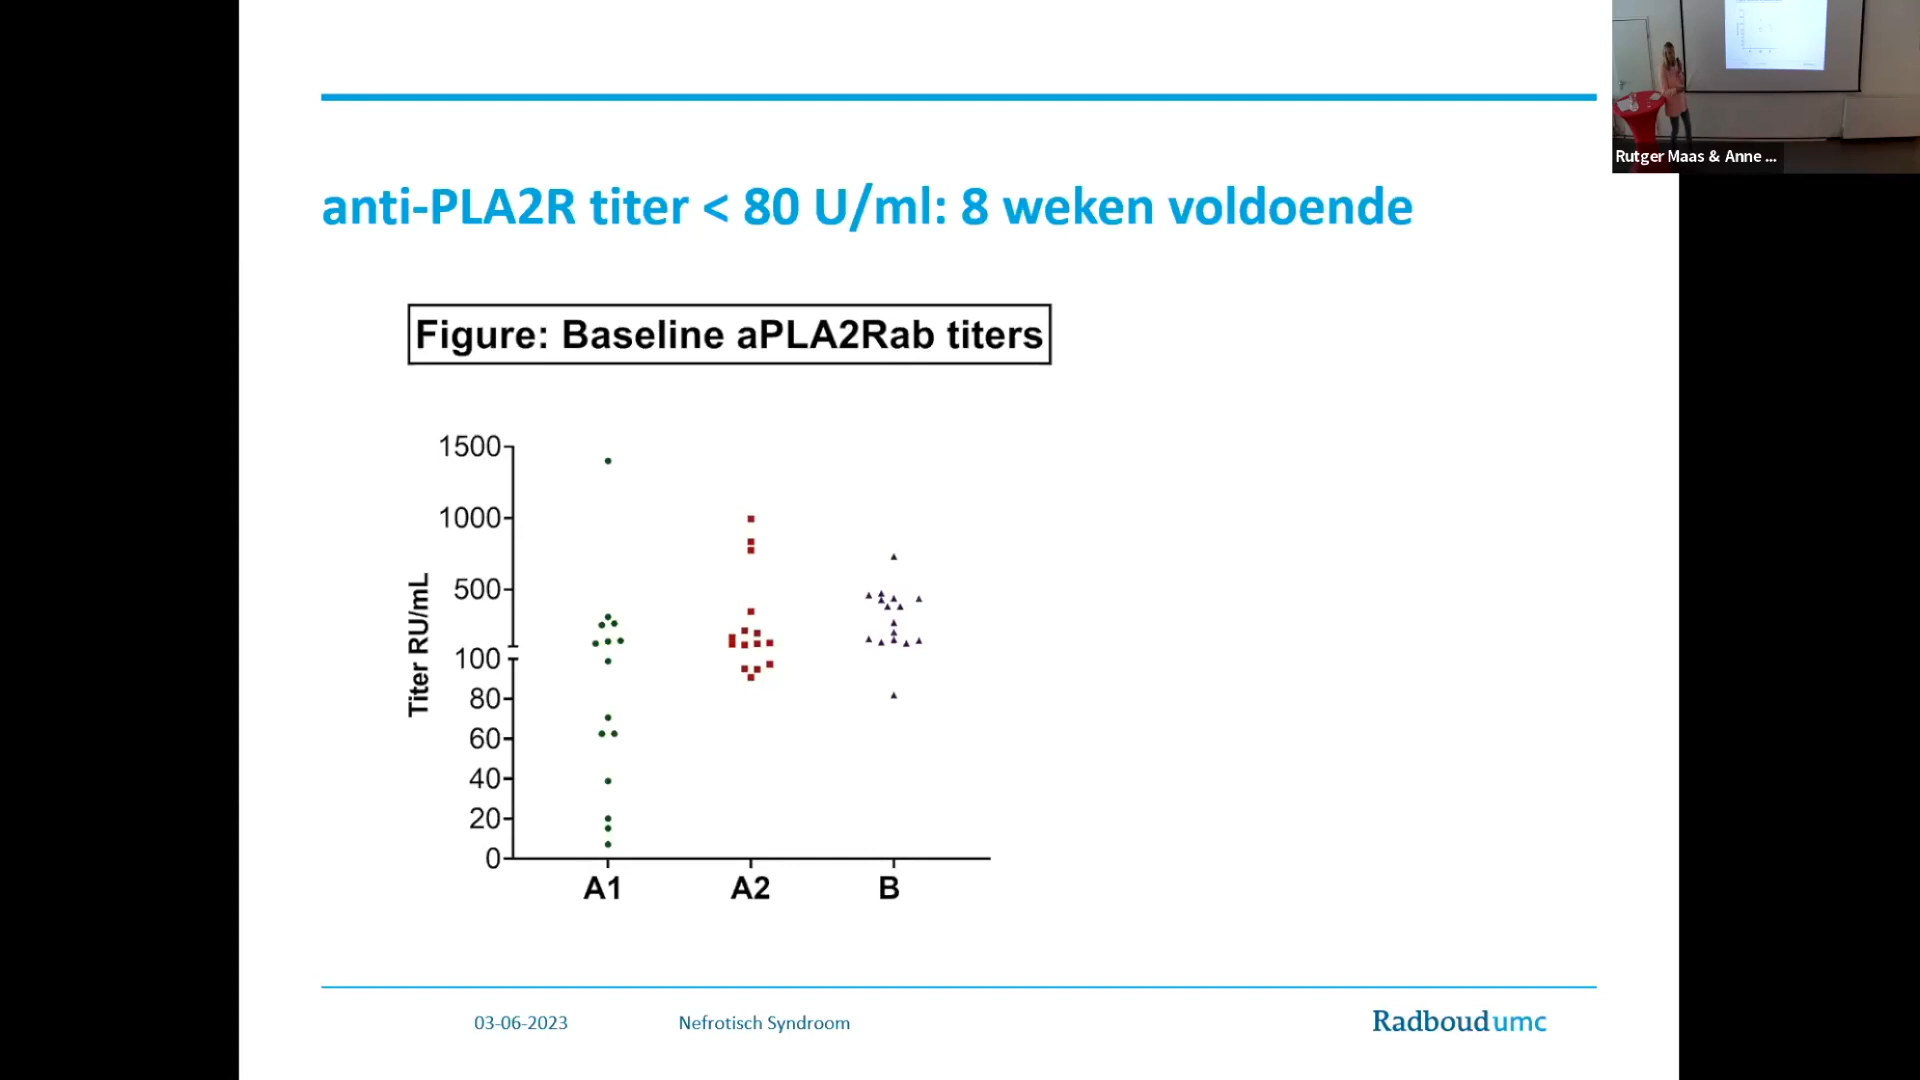 Rutger Maas & Anne ...
anti-PLA2R titer < 80 U/ml: 8 weken voldoende
Figure: Baseline aPLA2Rab titers
Titer RU/mL
1500
1000
500
100
80
60
40
20
0
A1 A2 B
03-06-2023 Nefrotisch Syndroom Radboudumc